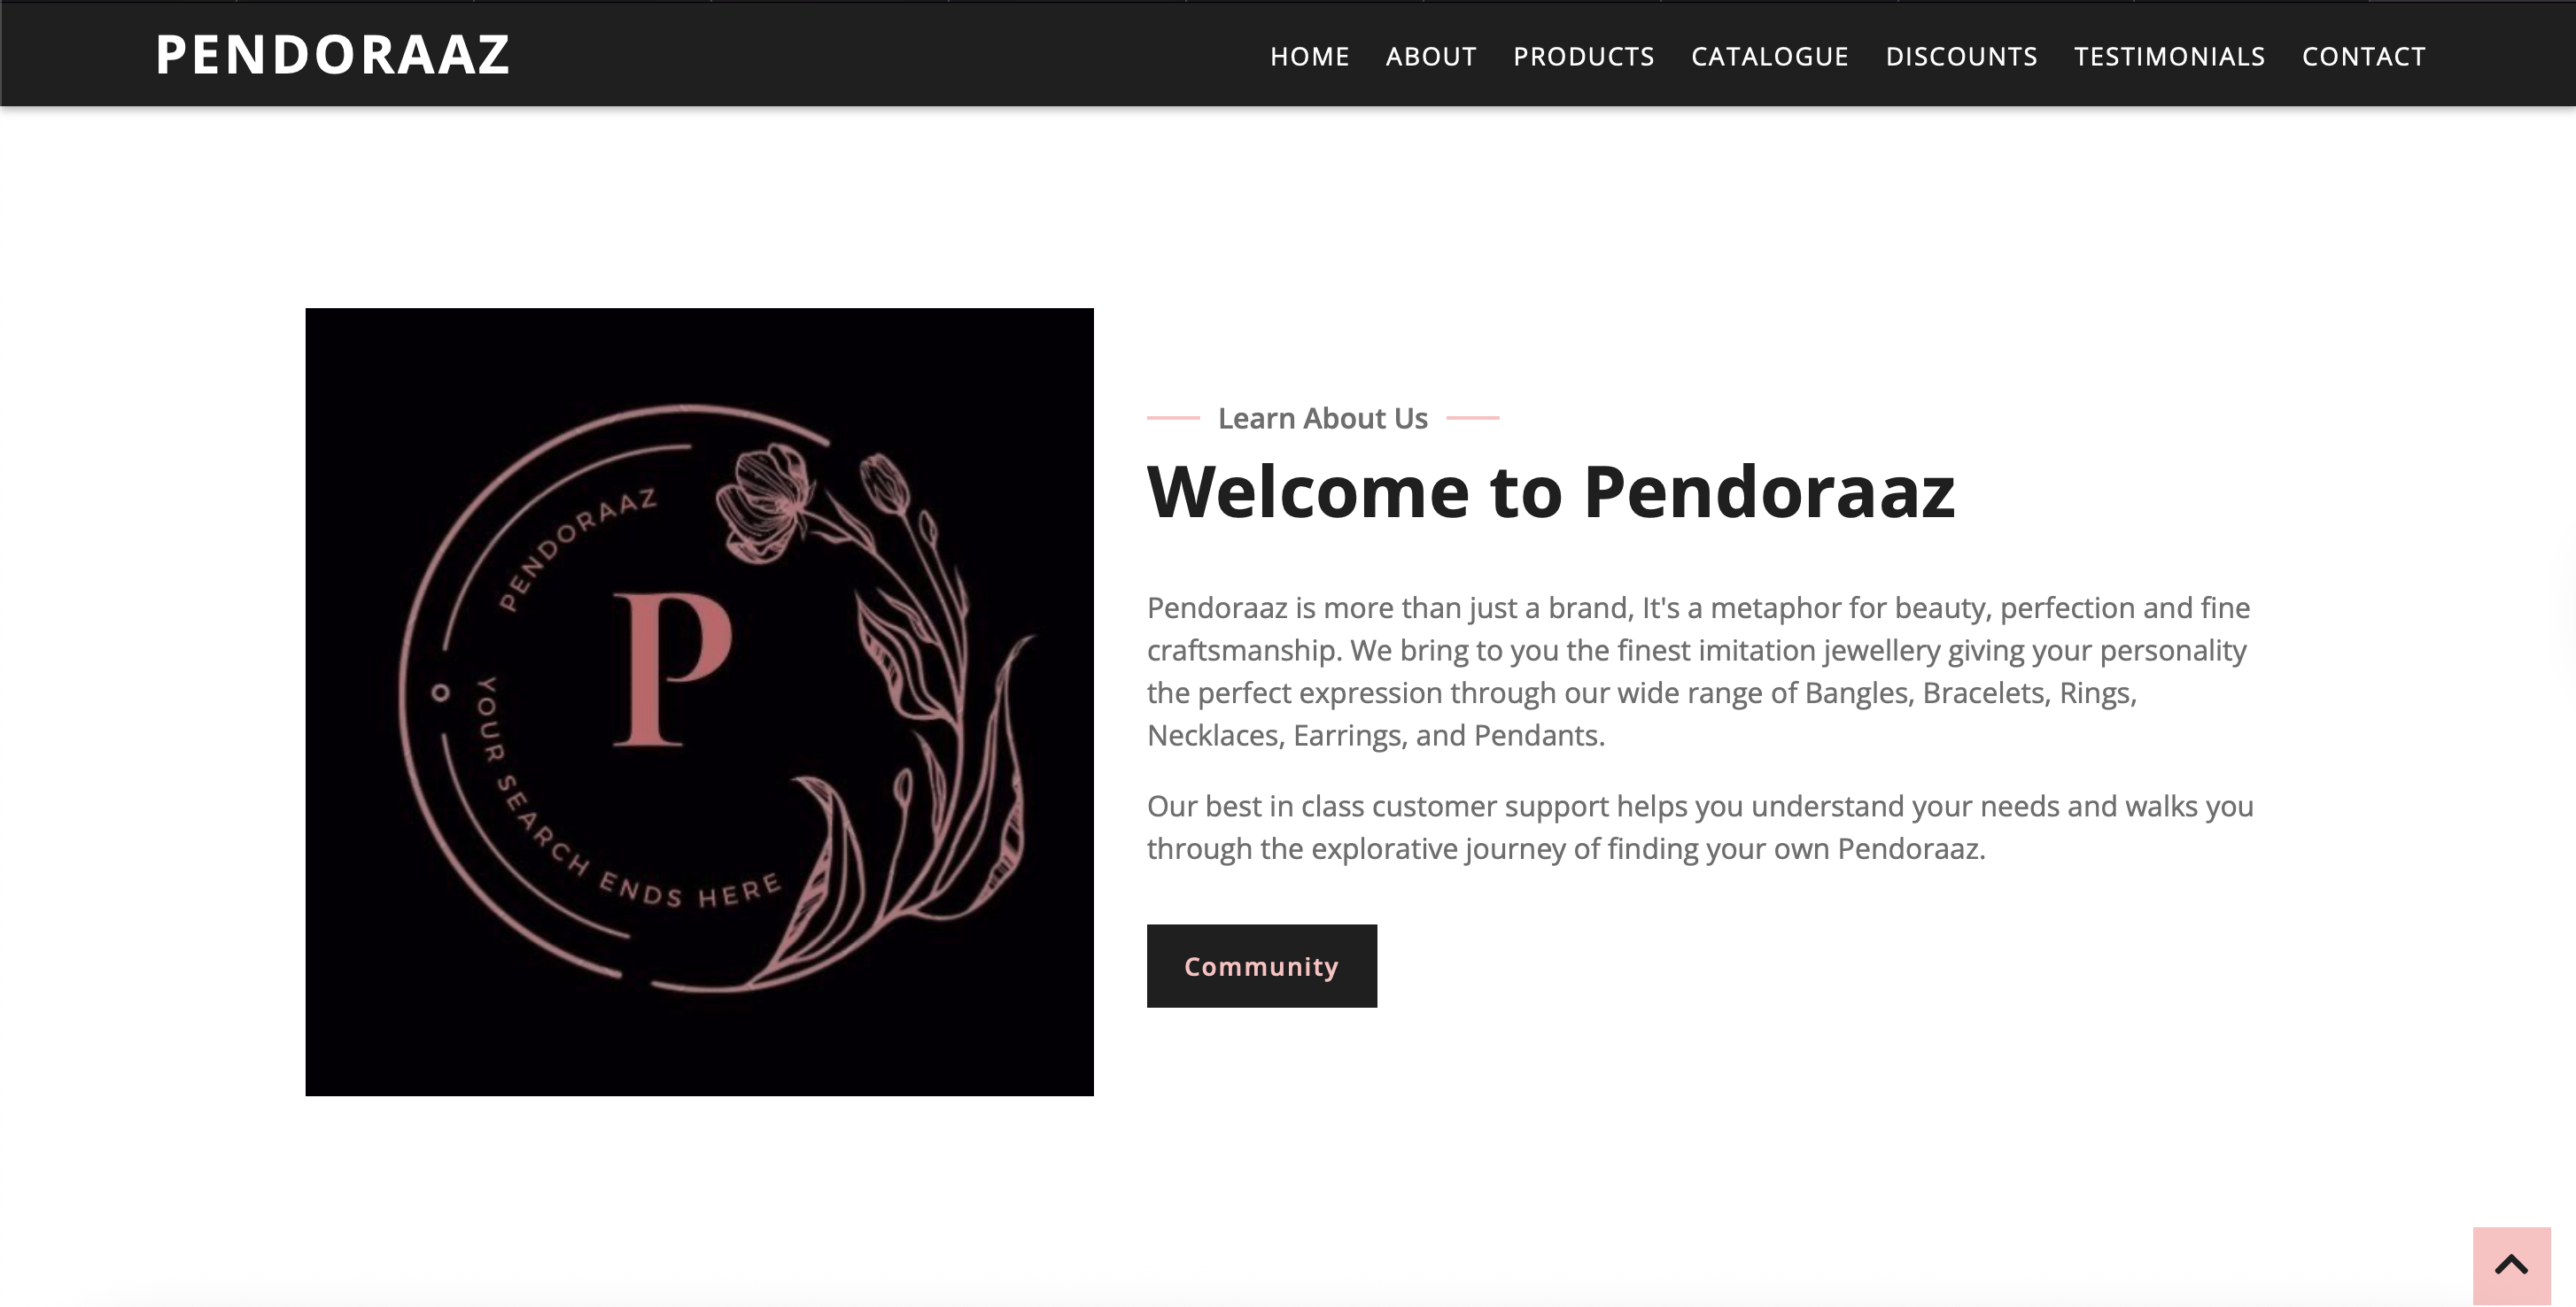 PENDORAAZ
HOME ABOUT PRODUCTS CATALOGUE DISCOUNTS TESTIMONIALS CONTACT
PENDORAAZ
P
YOUR SEARCH ENDS HERE
Learn About Us
Welcome to Pendoraaz
Pendoraaz is more than just a brand, It's a metaphor for beauty, perfection and fine
craftsmanship. We bring to you the finest imitation jewellery giving your personality
the perfect expression through our wide range of Bangles, Bracelets, Rings,
Necklaces, Earrings, and Pendants.
Our best in class customer support helps you understand your needs and walks you
through the explorative journey of finding your own Pendoraaz.
Community